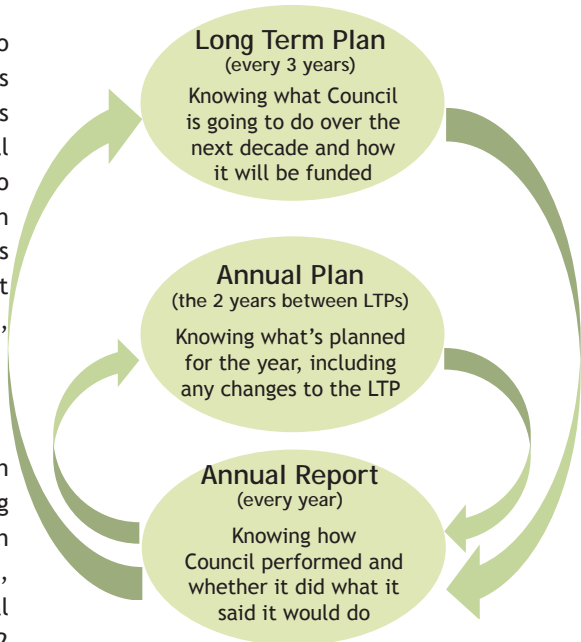 Long Term Plan
(every 3 years)
Knowing what Council
is going to do over the
next decade and how
it will be funded
Annual Plan
(the 2 years between LTPs)
Knowing what's planned
for the year, including
any changes to the LTP
Annual Report
(every year)
Knowing how
Council performed and
whether it did what it
said it would do